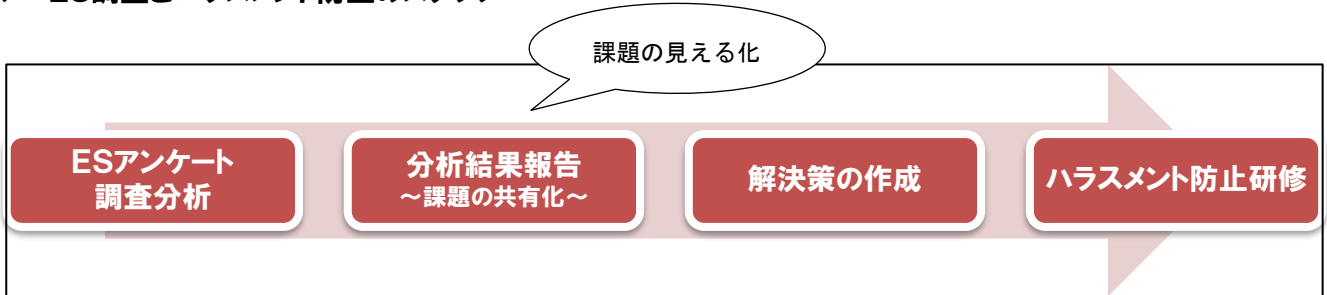 課題の見える化
ESアンケート
調査分析
分析結果報告
～課題の共有化～
解決策の作成
ハラスメント防止研修